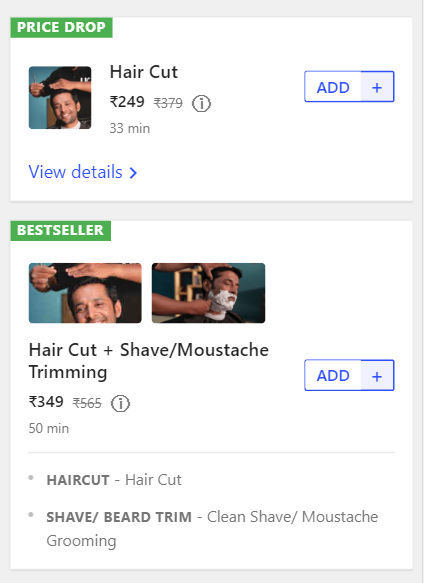 PRICE DROP
Hair Cut
₹249 ₹379
33 min
ADD +
View details
BESTSELLER
Hair Cut + Shave/Moustache
Trimming
₹349 ₹565
50 min
ADD +
HAIRCUT - Hair Cut
SHAVE/ BEARD TRIM - Clean Shave/ Moustache
Grooming